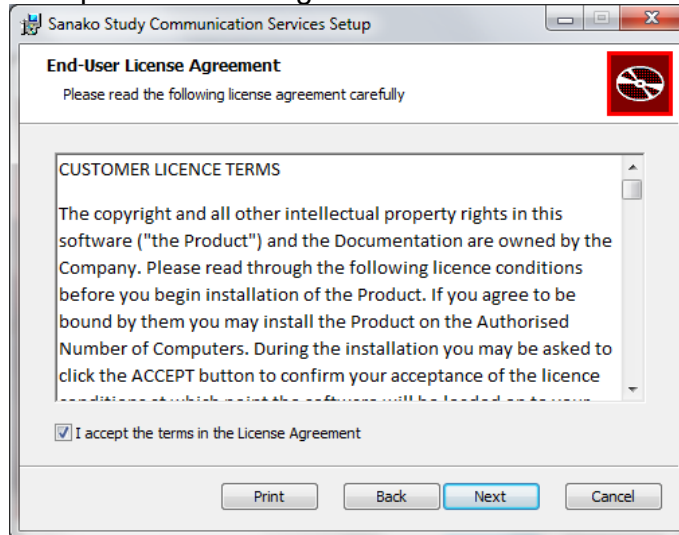 Sanako Study Communication Services Setup
End-User License Agreement
Please read the following license agreement carefully
CUSTOMER LICENCE TERMS
The copyright and all other intellectual property rights in this
software ("the Product") and the Documentation are owned by the
Company. Please read through the following licence conditions
before you begin installation of the Product. If you agree to be
bound by them you may install the Product on the Authorised
Number of Computers. During the installation you may be asked to
click the ACCEPT button to confirm your acceptance of the licence
I accept the terms in the License Agreement
Print Back Next Cancel